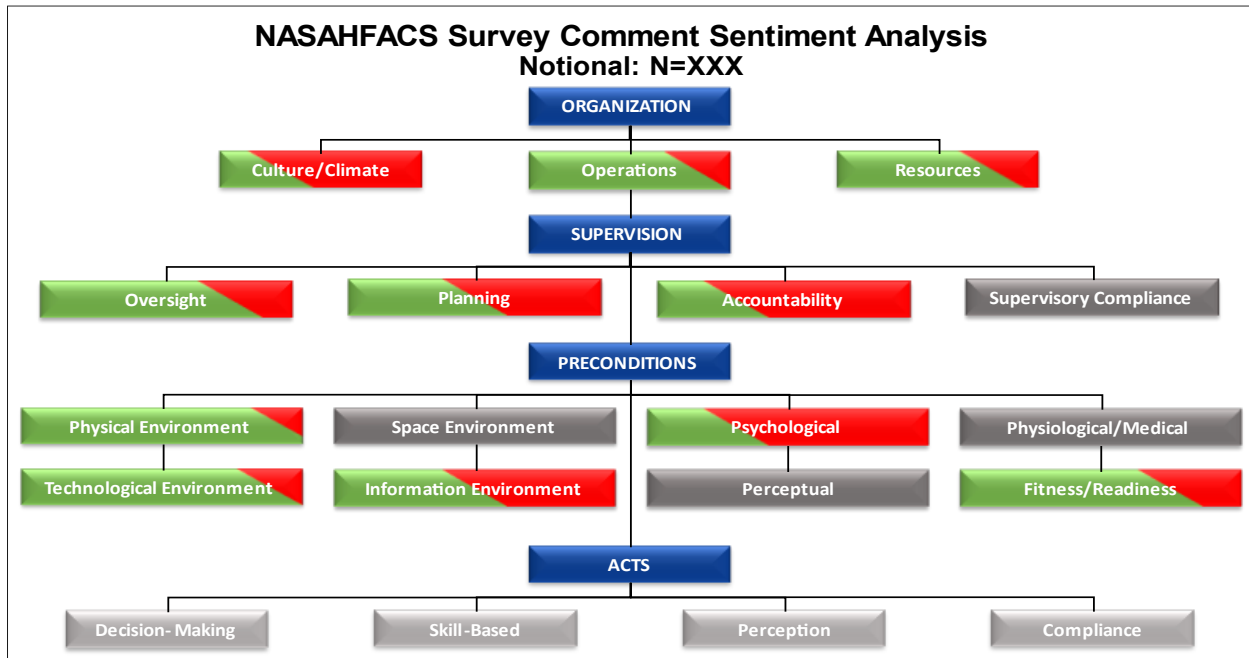 NASAHFACS Survey Comment Sentiment Analysis
Notional: N=XXX
ORGANIZATION
Culture/Climate
Operations
Resources
SUPERVISION
Oversight
Planning
Accountability
Supervisory Compliance
PRECONDITIONS
Physical Environment
Space Environment
Psychological
Physiological/Medical
Technological Environment
Information Environment
Perceptual
Fitness/Readiness
ACTS
Decision- Making
Skill-Based
Perception
Compliance